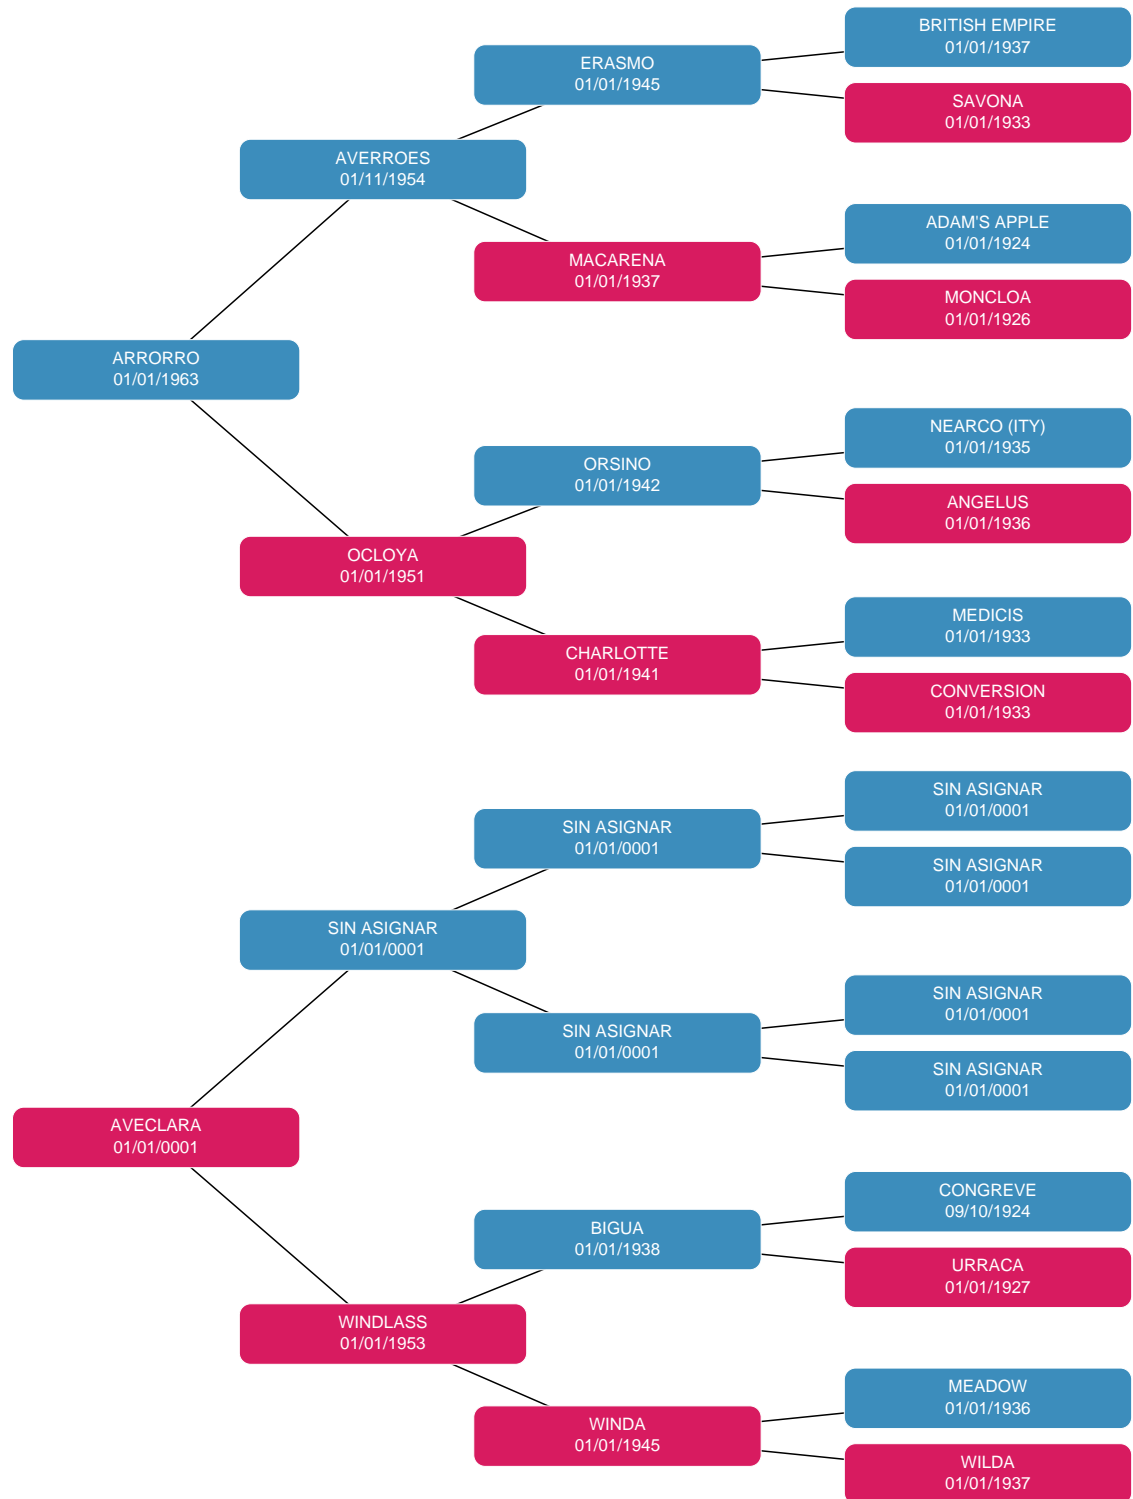 BRITISH EMPIRE
01/01/1937
ERASMO
01/01/1945
SAVONA
01/01/1933
AVERROES
01/11/1954
ADAM'S APPLE
01/01/1924
MACARENA
01/01/1937
MONCLOA
01/01/1926
ARRORRO
01/01/1963
NEARCO (ITY)
01/01/1935
ORSINO
01/01/1942
ANGELUS
01/01/1936
OCLOYA
01/01/1951
MEDICIS
01/01/1933
CHARLOTTE
01/01/1941
CONVERSION
01/01/1933
SIN ASIGNAR
01/01/0001
SIN ASIGNAR
01/01/0001
SIN ASIGNAR
01/01/0001
SIN ASIGNAR
01/01/0001
SIN ASIGNAR
01/01/0001
SIN ASIGNAR
01/01/0001
SIN ASIGNAR
01/01/0001
AVECLARA
01/01/0001
CONGREVE
09/10/1924
BIGUA
01/01/1938
URRACA
01/01/1927
WINDLASS
01/01/1953
MEADOW
01/01/1936
WINDA
01/01/1945
WILDA
01/01/1937